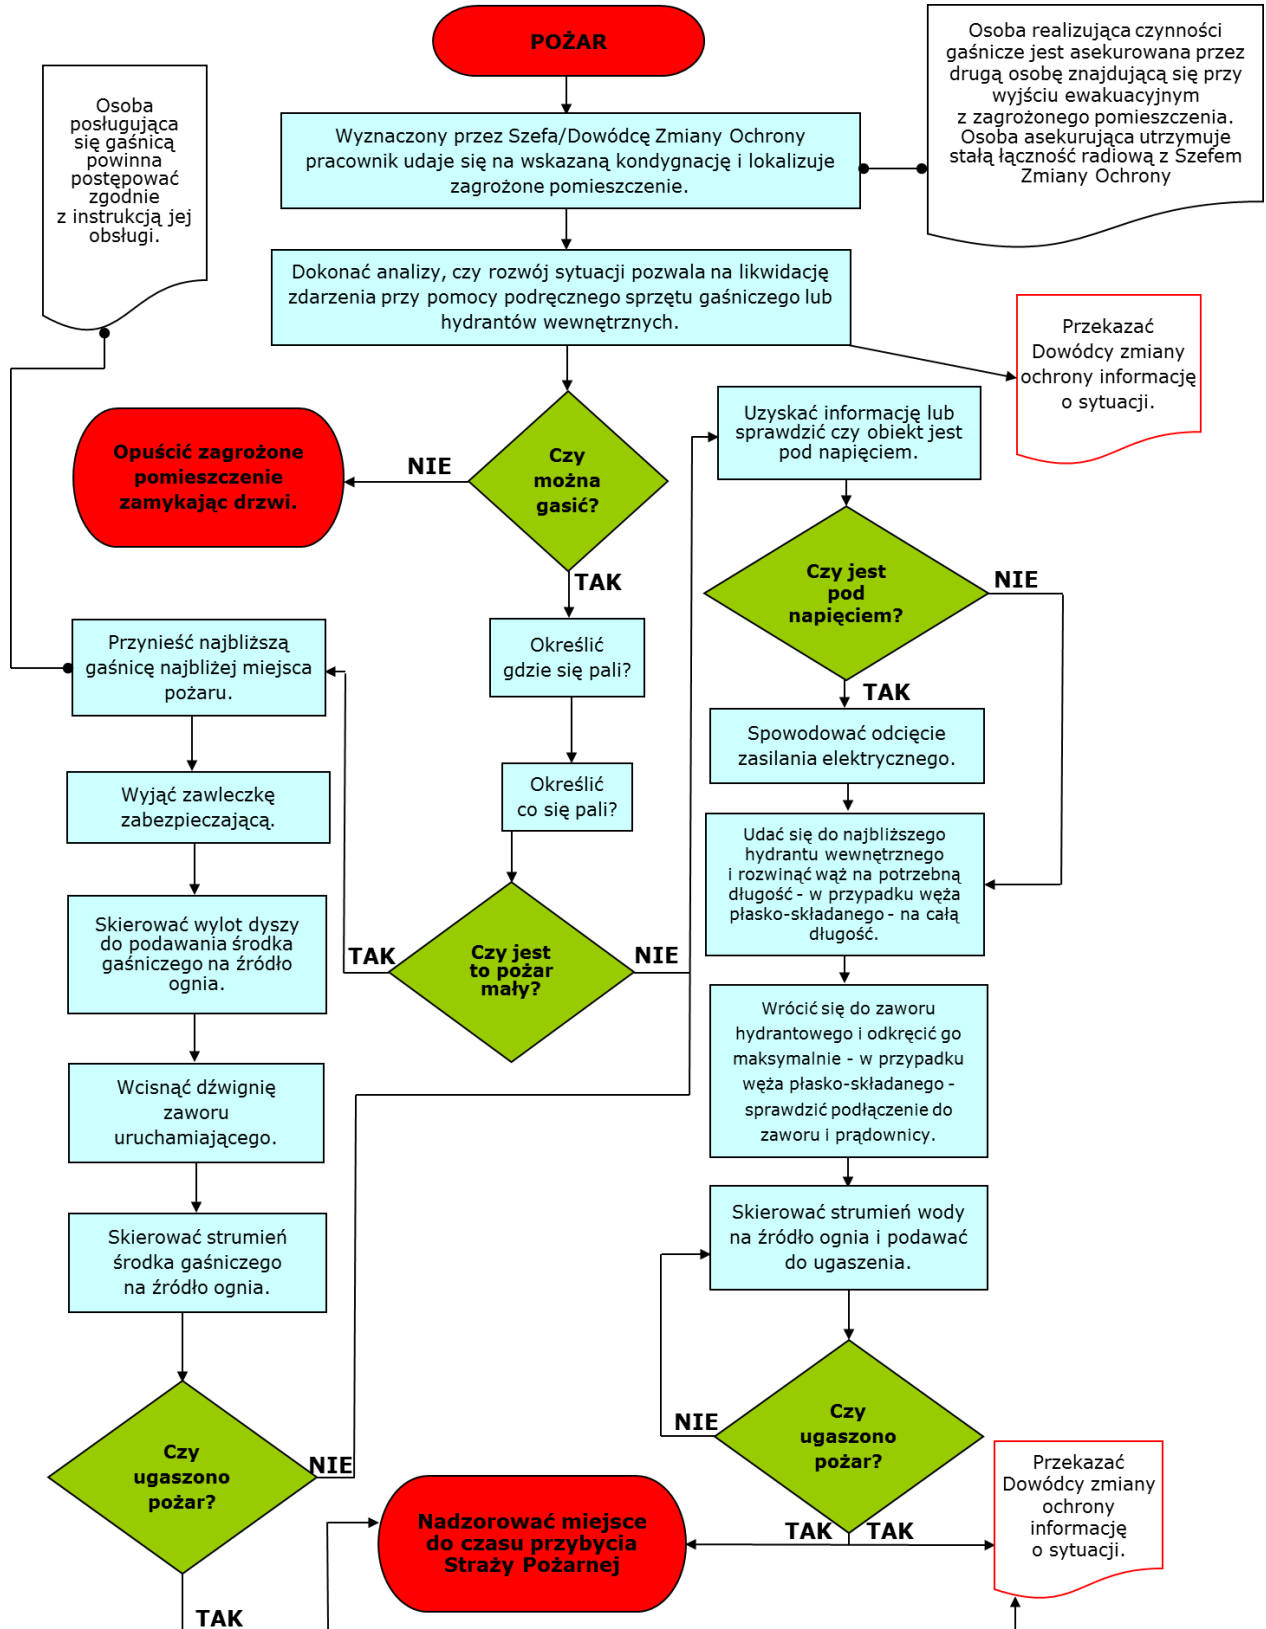 POŻAR
Osoba realizująca czynności
gaśnicze jest asekurowana przez
drugą osobę znajdującą się przy
wyjściu ewakuacyjnym
z zagrożonego pomieszczenia.
Osoba asekurująca utrzymuje
stałą łączność radiową z Szefem
Zmiany Ochrony
Osoba
posługująca
się gaśnicą
powinna
postępować
zgodnie
z instrukcją jej
obsługi.
Wyznaczony przez Szefa/Dowódcę Zmiany Ochrony
pracownik udaje się na wskazaną kondygnację i lokalizuje
zagrożone pomieszczenie.
Dokonać analizy, czy rozwój sytuacji pozwala na likwidację
zdarzenia przy pomocy podręcznego sprzętu gaśniczego lub
hydrantów wewnętrznych.
Przekazać
Dowódcy zmiany
ochrony informację
o sytuacji.
Opuścić zagrożone
pomieszczenie
zamykając drzwi.
NIE
Czy
można
gasić?
TAK
Uzyskać informację lub
sprawdzić czy obiekt jest
pod napięciem.
Czy jest
pod
napięciem?
NIE
TAK
Określić
gdzie się pali?
Określić
co się pali?
Przynieść najbliższą
gaśnicę najbliżej miejsca
pożaru.
Wyjąć zawleczkę
zabezpieczającą.
Skierować wylot dyszy
do podawania środka
gaśniczego na źródło
ognia.
TAK
Czy jest
to pożar
mały?
NIE
Spowodować odcięcie
zasilania elektrycznego.
Udać się do najbliższego
hydrantu wewnętrznego
i rozwinąć wąż na potrzebną
długość - w przypadku węża
płasko-składanego - na całą
długość.
Wrócić się do zaworu
hydrantowego i odkręcić go
maksymalnie - w przypadku
węża płasko-składanego -
sprawdzić podłączenie do
zaworu i prądownicy.
Wcisnąć dźwignię
zaworu
uruchamiającego.
Skierować strumień
środka gaśniczego
na źródło ognia.
Skierować strumień wody
na źródło ognia i podawać
do ugaszenia.
Czy
ugaszono
pożar?
NIE
TAK
NIE
Czy
ugaszono
pożar?
TAK
TAK
Nadzorować miejsce
do czasu przybycia
Straży Pożarnej
Przekazać
Dowódcy zmiany
ochrony
informację
o sytuacji.